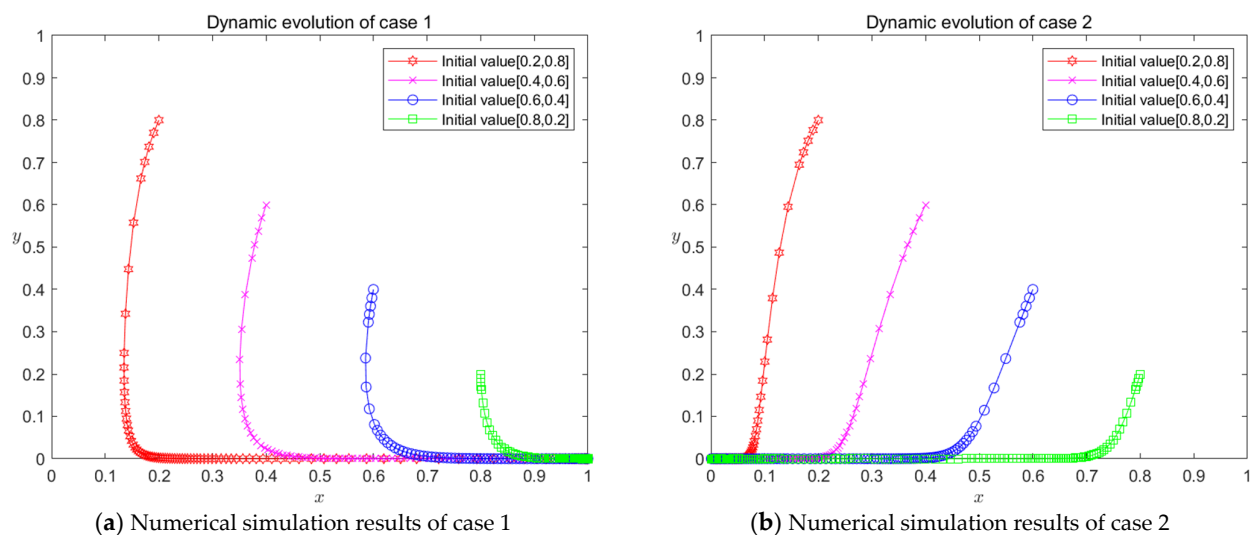 Dynamic evolution of case 1
1
0.9
0.8
0.7
0.6
0.5
0.4
0.3
0.2
0.1
0
y
Initial value[0.2,0.8]
Initial value[0.4,0.6]
Initial value[0.6,0.4]
Initial value[0.8,0.2]
0 0.1 0.2 0.3 0.4 0.5 0.6 0.7 0.8 0.9 1
x
(a) Numerical simulation results of case 1
Dynamic evolution of case 2
1
0.9
0.8
0.7
0.6
0.5
0.4
0.3
0.2
0.1
0
y
Initial value[0.2,0.8]
Initial value[0.4,0.6]
Initial value[0.6,0.4]
Initial value[0.8,0.2]
0 0.1 0.2 0.3 0.4 0.5 0.6 0.7 0.8 0.9 1
x
(b) Numerical simulation results of case 2